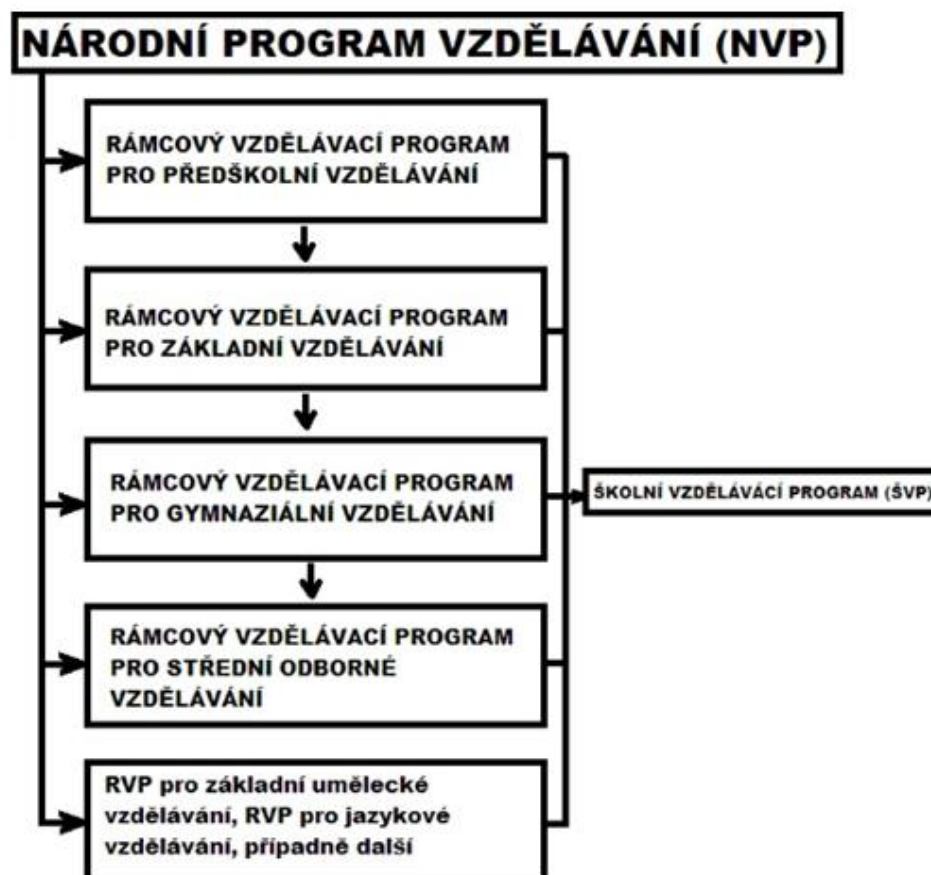 NÁRODNÍ PROGRAM VZDĚLÁVÁNÍ (NVP)
RÁMCOVÝ VZDĚLÁVACÍ PROGRAM
PRO PŘEDŠKOLNÍ VZDĚLÁVÁNÍ
RÁMCOVÝ VZDĚLÁVACÍ PROGRAM
PRO ZÁKLADNÍ VZDĚLÁVÁNÍ
RÁMCOVÝ VZDĚLÁVACÍ PROGRAM
PRO GYMNAZIÁLNÍ VZDĚLÁVÁNÍ
ŠKOLNÍ VZDĚLÁVÁCÍ PROGRAM (ŠVP)
RÁMCOVÝ VZDĚLÁVACÍ PROGRAM
PRO STŘEDNÍ ODBORNÉ
VZDĚLÁVÁNÍ
RVP pro základní umělecké
vzdělávání, RVP pro jazykové
vzdělávání, případně další